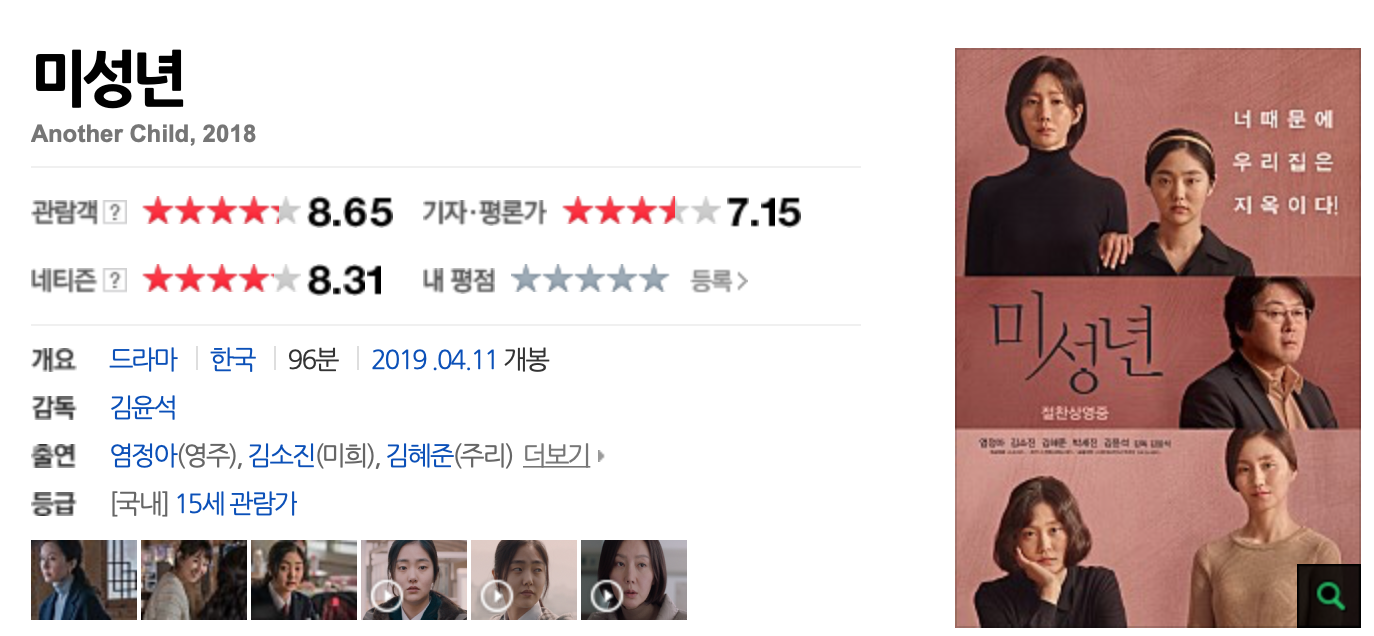 미성년
Another Child, 2018
관람객 ? 8.65 기자·평론가 7.15
네티즌 ? 8.31 내 평점 등록
개요 드라마 한국 96분 2019 .04.11 개봉
감독 김윤석
출연 염정아(영주), 김소진(미희), 김혜준(주리) 더보기
등급 [국내] 15세 관람가
너 때문에
우리집은
지옥이다!
미성년
절찬상영중
염정아 김소진 김혜준 박세진 김윤석 감독 김윤석